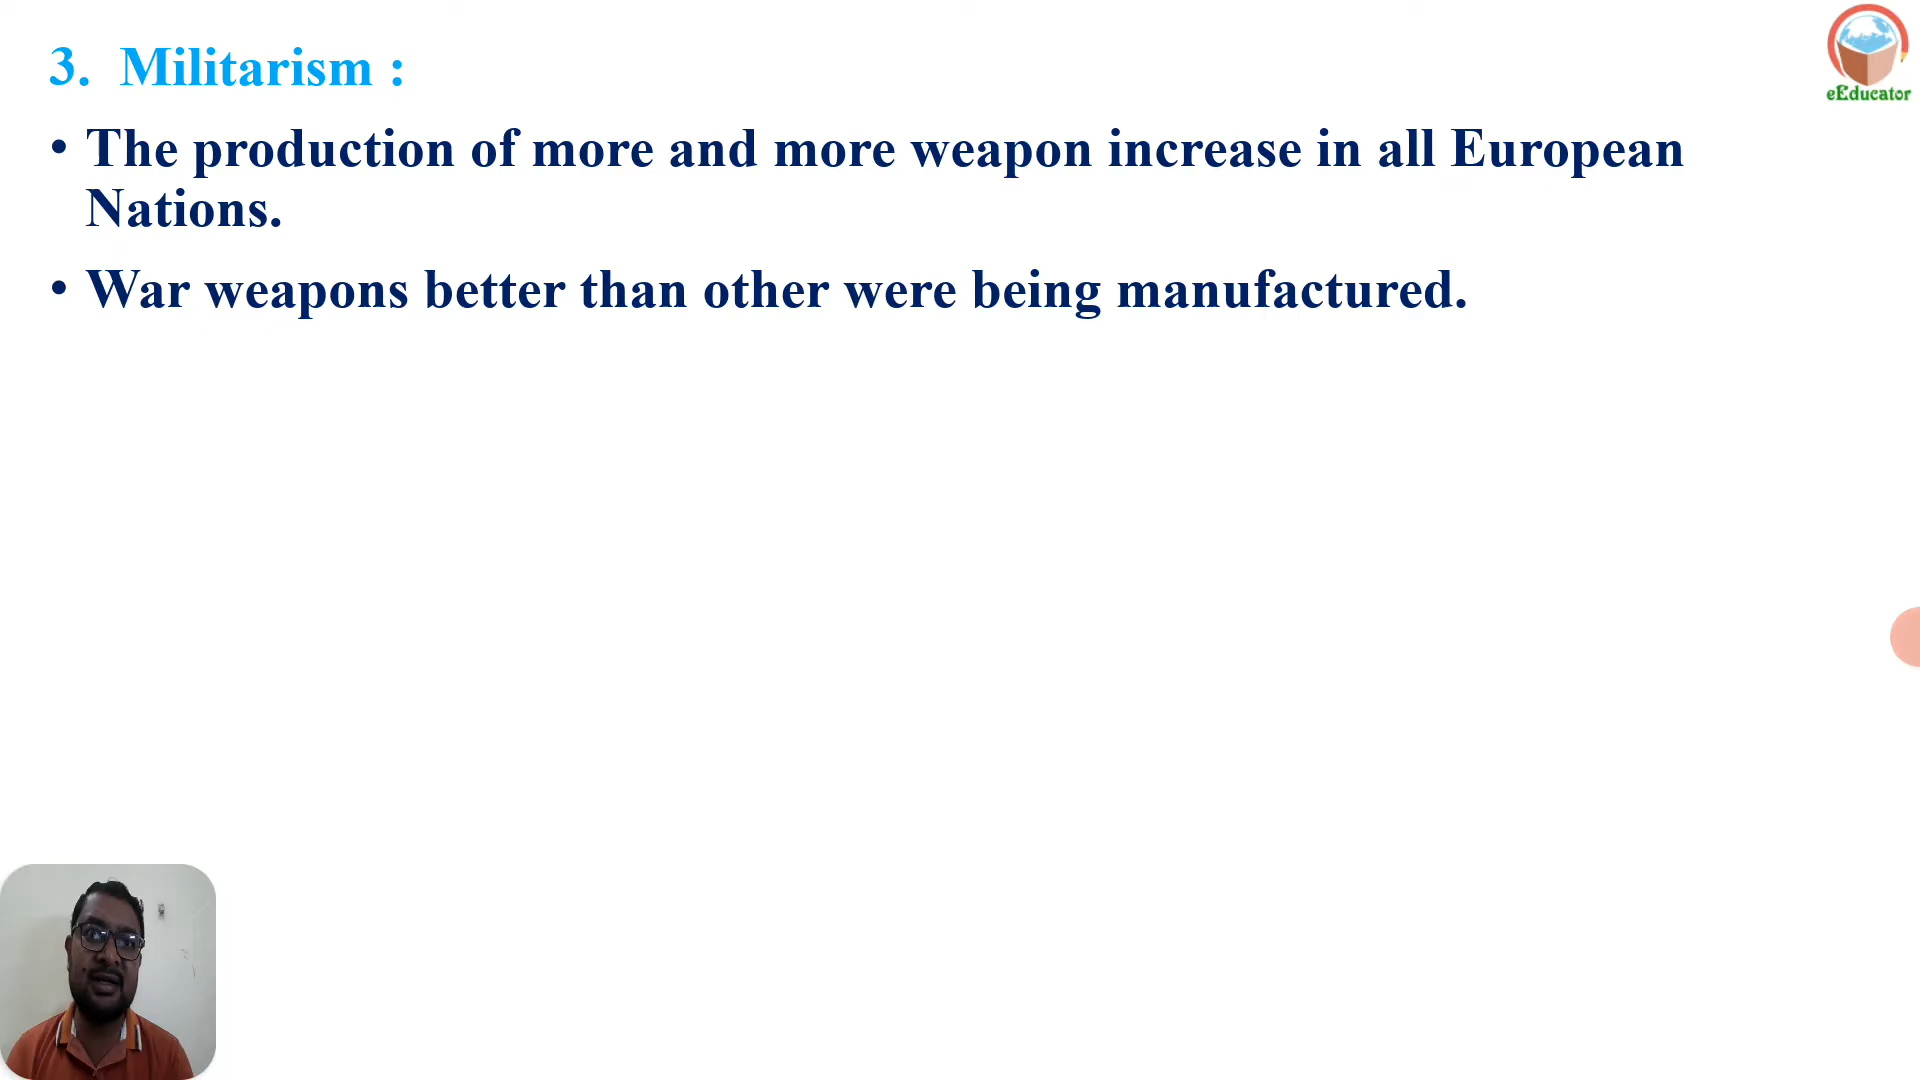 3. Militarism :
eEducator
• The production of more and more weapon increase in all European
Nations.
• War weapons better than other were being manufactured.